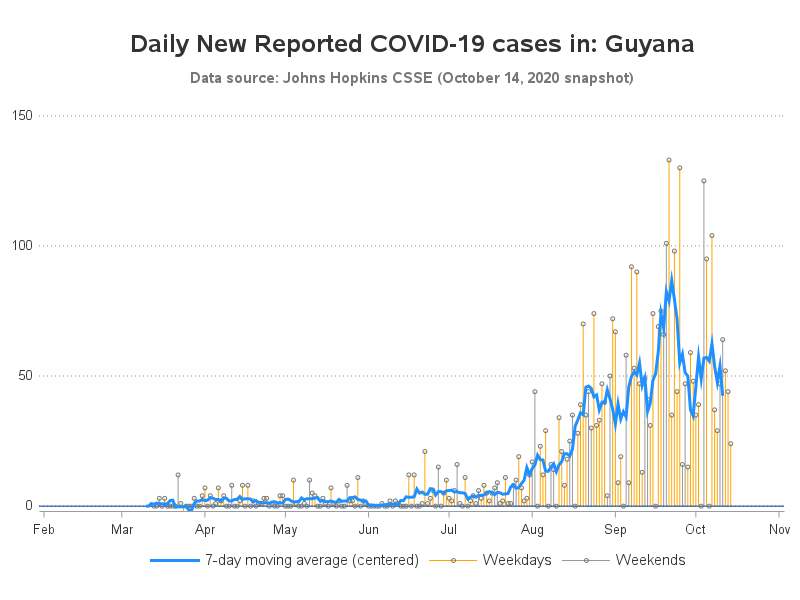 Daily New Reported COVID-19 cases in: Guyana
Data source: Johns Hopkins CSSE (October 14, 2020 snapshot)
150
100
50
0
Feb Mar Apr May Jun Jul Aug Sep Oct Nov
7-day moving average (centered) Weekdays Weekends